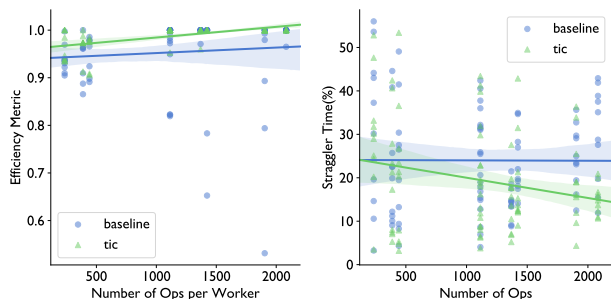 1.0
0.9
0.8
0.7
0.6
Efficiency Metric
baseline
tic
500
1000
1500
2000
Number of Ops per Worker
50
40
30
20
10
0
Straggler Time(%)
baseline
tic
0
500
1000
1500
2000
Number of Ops